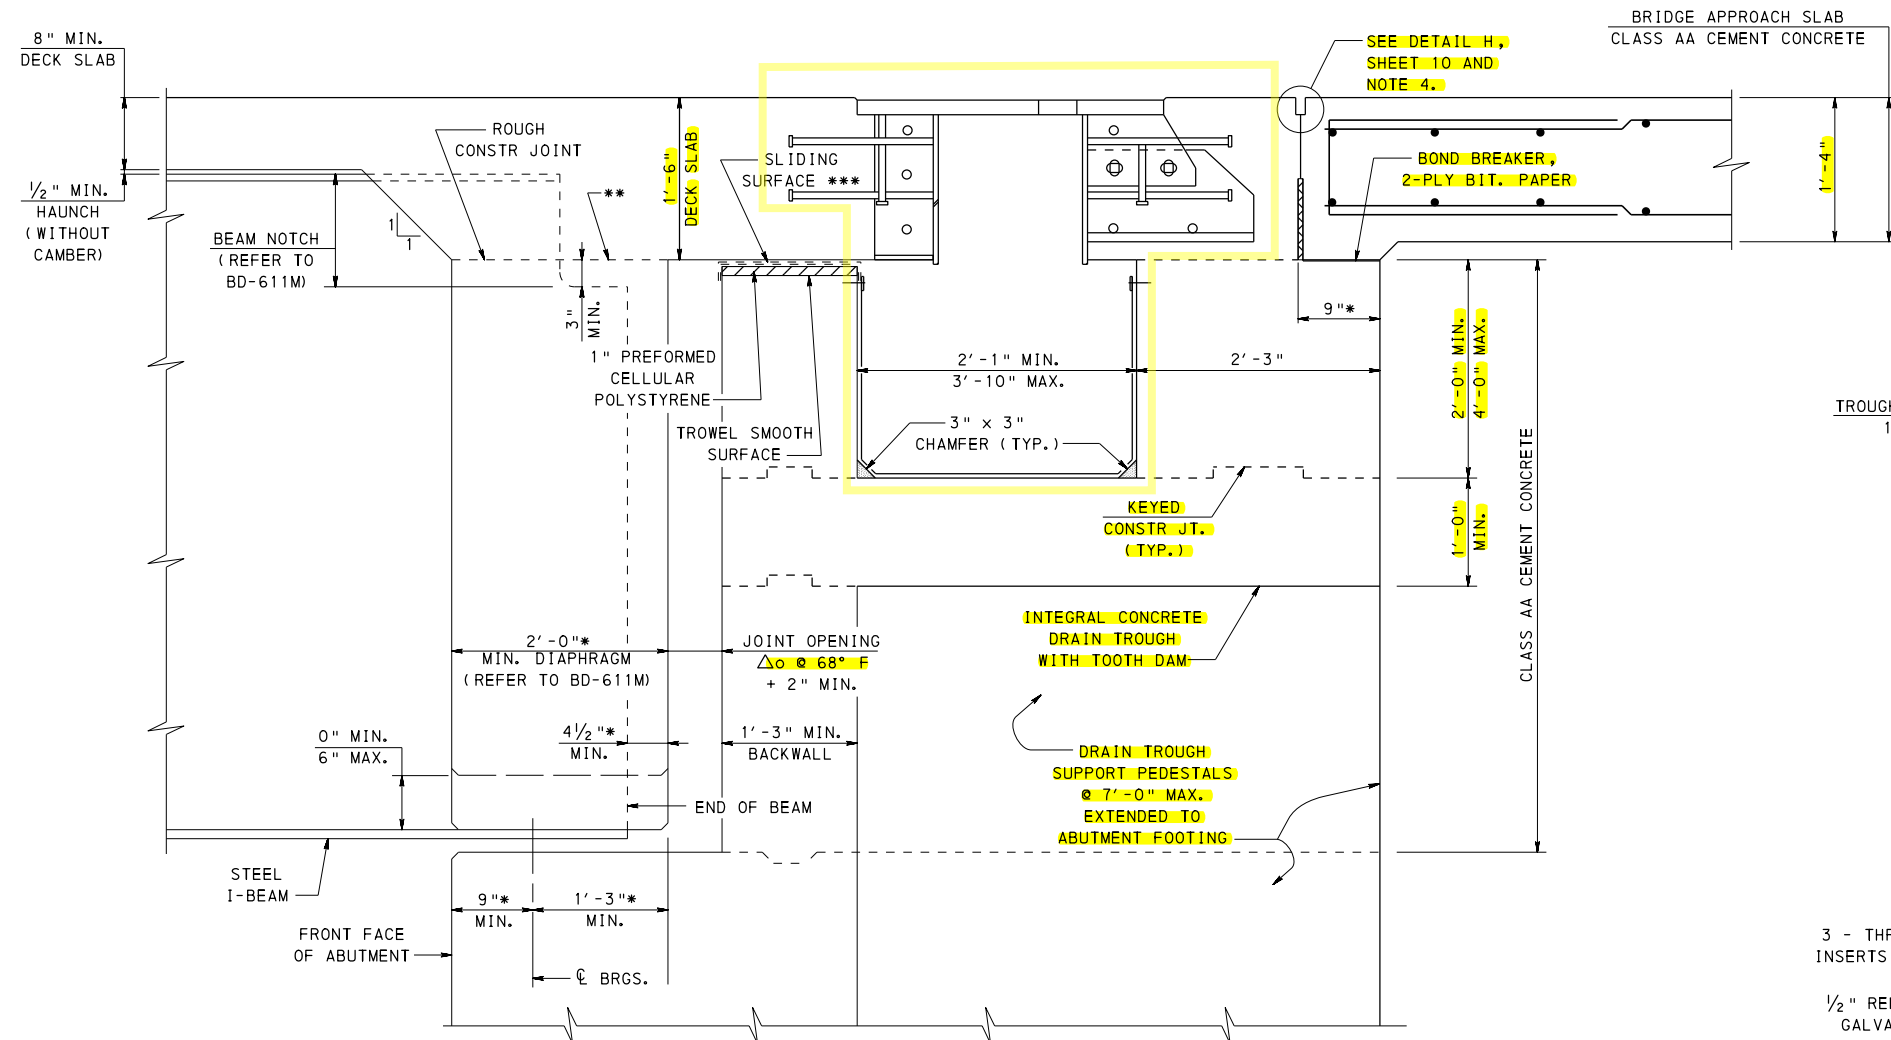 8" MIN.
DECK SLAB
BRIDGE APPROACH SLAB
CLASS AA CEMENT CONCRETE
SEE DETAIL H,
SHEET 10 AND
NOTE 4.
ROUGH
CONSTR JOINT
1'-6"
DECK SLAB
SLIDING
SURFACE ***
**
BOND BREAKER,
2-PLY BIT. PAPER
1'-4"
1/2" MIN.
HAUNCH
(WITHOUT
CAMBER)
1
1
BEAM NOTCH
(REFER TO
BD-611M)
3"
MIN.
9"*
2'-0" MIN.
4'-0" MAX.
1" PREFORMED
CELLULAR
POLYSTYRENE
2'-1" MIN.
3'-10" MAX.
2'-3"
TROWEL SMOOTH
SURFACE
3" x 3"
CHAMFER (TYP.)
TROUGH
1
KEYED
CONSTR JT.
(TYP.)
1'-0"
MIN.
CLASS AA CEMENT CONCRETE
INTEGRAL CONCRETE
DRAIN TROUGH
WITH TOOTH DAM
2'-0"*
MIN. DIAPHRAGM
(REFER TO BD-611M)
JOINT OPENING
△o @ 68° F
+ 2" MIN.
0" MIN.
6" MAX.
4 1/2"*
MIN.
1'-3" MIN.
BACKWALL
DRAIN TROUGH
SUPPORT PEDESTALS
@ 7'-0" MAX.
EXTENDED TO
ABUTMENT FOOTING
END OF BEAM
STEEL
I-BEAM
9"*
MIN.
1'-3"*
MIN.
FRONT FACE
OF ABUTMENT
℄ BRGS.
3 - THR
INSERTS
1/2" REI
GALVA